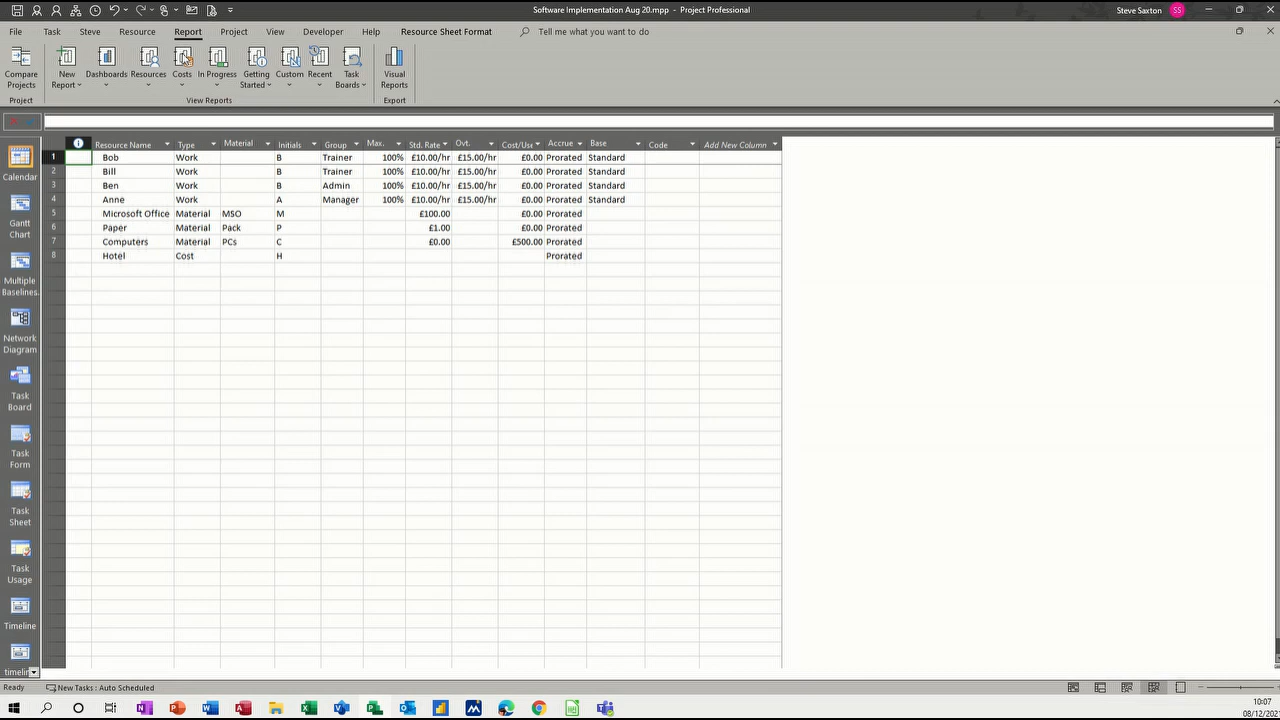 Software Implementation Aug 20.mpp - Project Professional
Steve Saxton SS
File Task Steve Resource Report Project View Developer Help Resource Sheet Format Tell me what you want to do
Compare Projects New Report Dashboards Resources Costs In Progress Getting Started Custom Recent Task Boards Visual Reports
Project View Reports Export
Resource Name Type Material Initials Group Max. Std. Rate Ovt. Cost/Use Accrue Base Code Add New Column
1 Bob Work B Trainer 100% £10.00/hr £15.00/hr £0.00 Prorated Standard
2 Bill Work B Trainer 100% £10.00/hr £15.00/hr £0.00 Prorated Standard
3 Ben Work B Admin 100% £10.00/hr £15.00/hr £0.00 Prorated Standard
4 Anne Work A Manager 100% £10.00/hr £15.00/hr £0.00 Prorated Standard
5 Microsoft Office Material MSO M £100.00 £0.00 Prorated
6 Paper Material Pack P £1.00 £0.00 Prorated
7 Computers Material PCs C £0.00 £500.00 Prorated
8 Hotel Cost H Prorated
Calendar
Gantt
Chart
Multiple
Baselines.
Network
Diagram
Task
Board
Task
Form
Task
Sheet
Task
Usage
Timeline
timelin
Ready New Tasks : Auto Scheduled
10:07
08/12/202